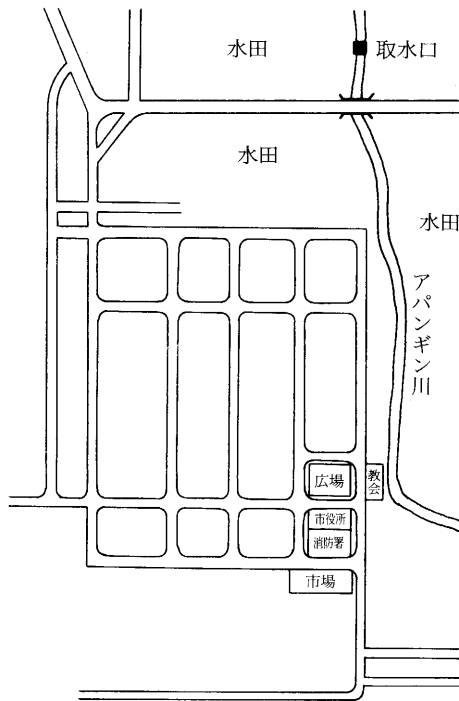 水田
取水口
水田
水田
アパンギン川
広場
教会
市役所
消防署
市場